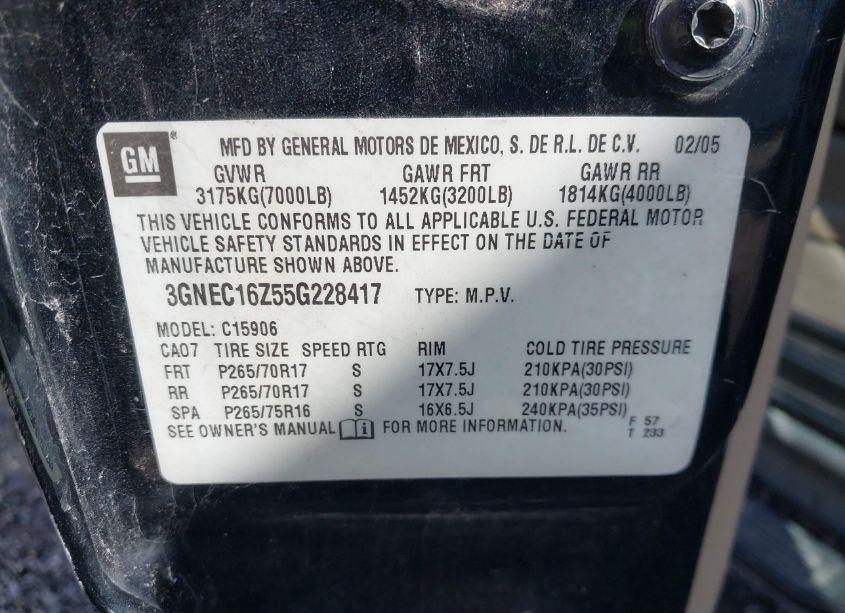 GM® MFD BY GENERAL MOTORS DE MEXICO, S. DE R.L. DE C.V. 02/05
GVWR GAWR FRT GAWR RR
3175KG(7000LB) 1452KG(3200LB) 1814KG(4000LB)
THIS VEHICLE CONFORMS TO ALL APPLICABLE U.S. FEDERAL MOTOR
VEHICLE SAFETY STANDARDS IN EFFECT ON THE DATE OF
MANUFACTURE SHOWN ABOVE.
3GNEC16Z55G228417 TYPE: M.P.V.
MODEL: C15906
CA07 TIRE SIZE SPEED RTG RIM COLD TIRE PRESSURE
FRT P265/70R17 S 17X7.5J 210KPA(30PSI)
RR P265/70R17 S 17X7.5J 210KPA(30PSI)
SPA P265/75R16 S 16X6.5J 240KPA(35PSI)
SEE OWNER'S MANUAL i FOR MORE INFORMATION. F 57
T 233